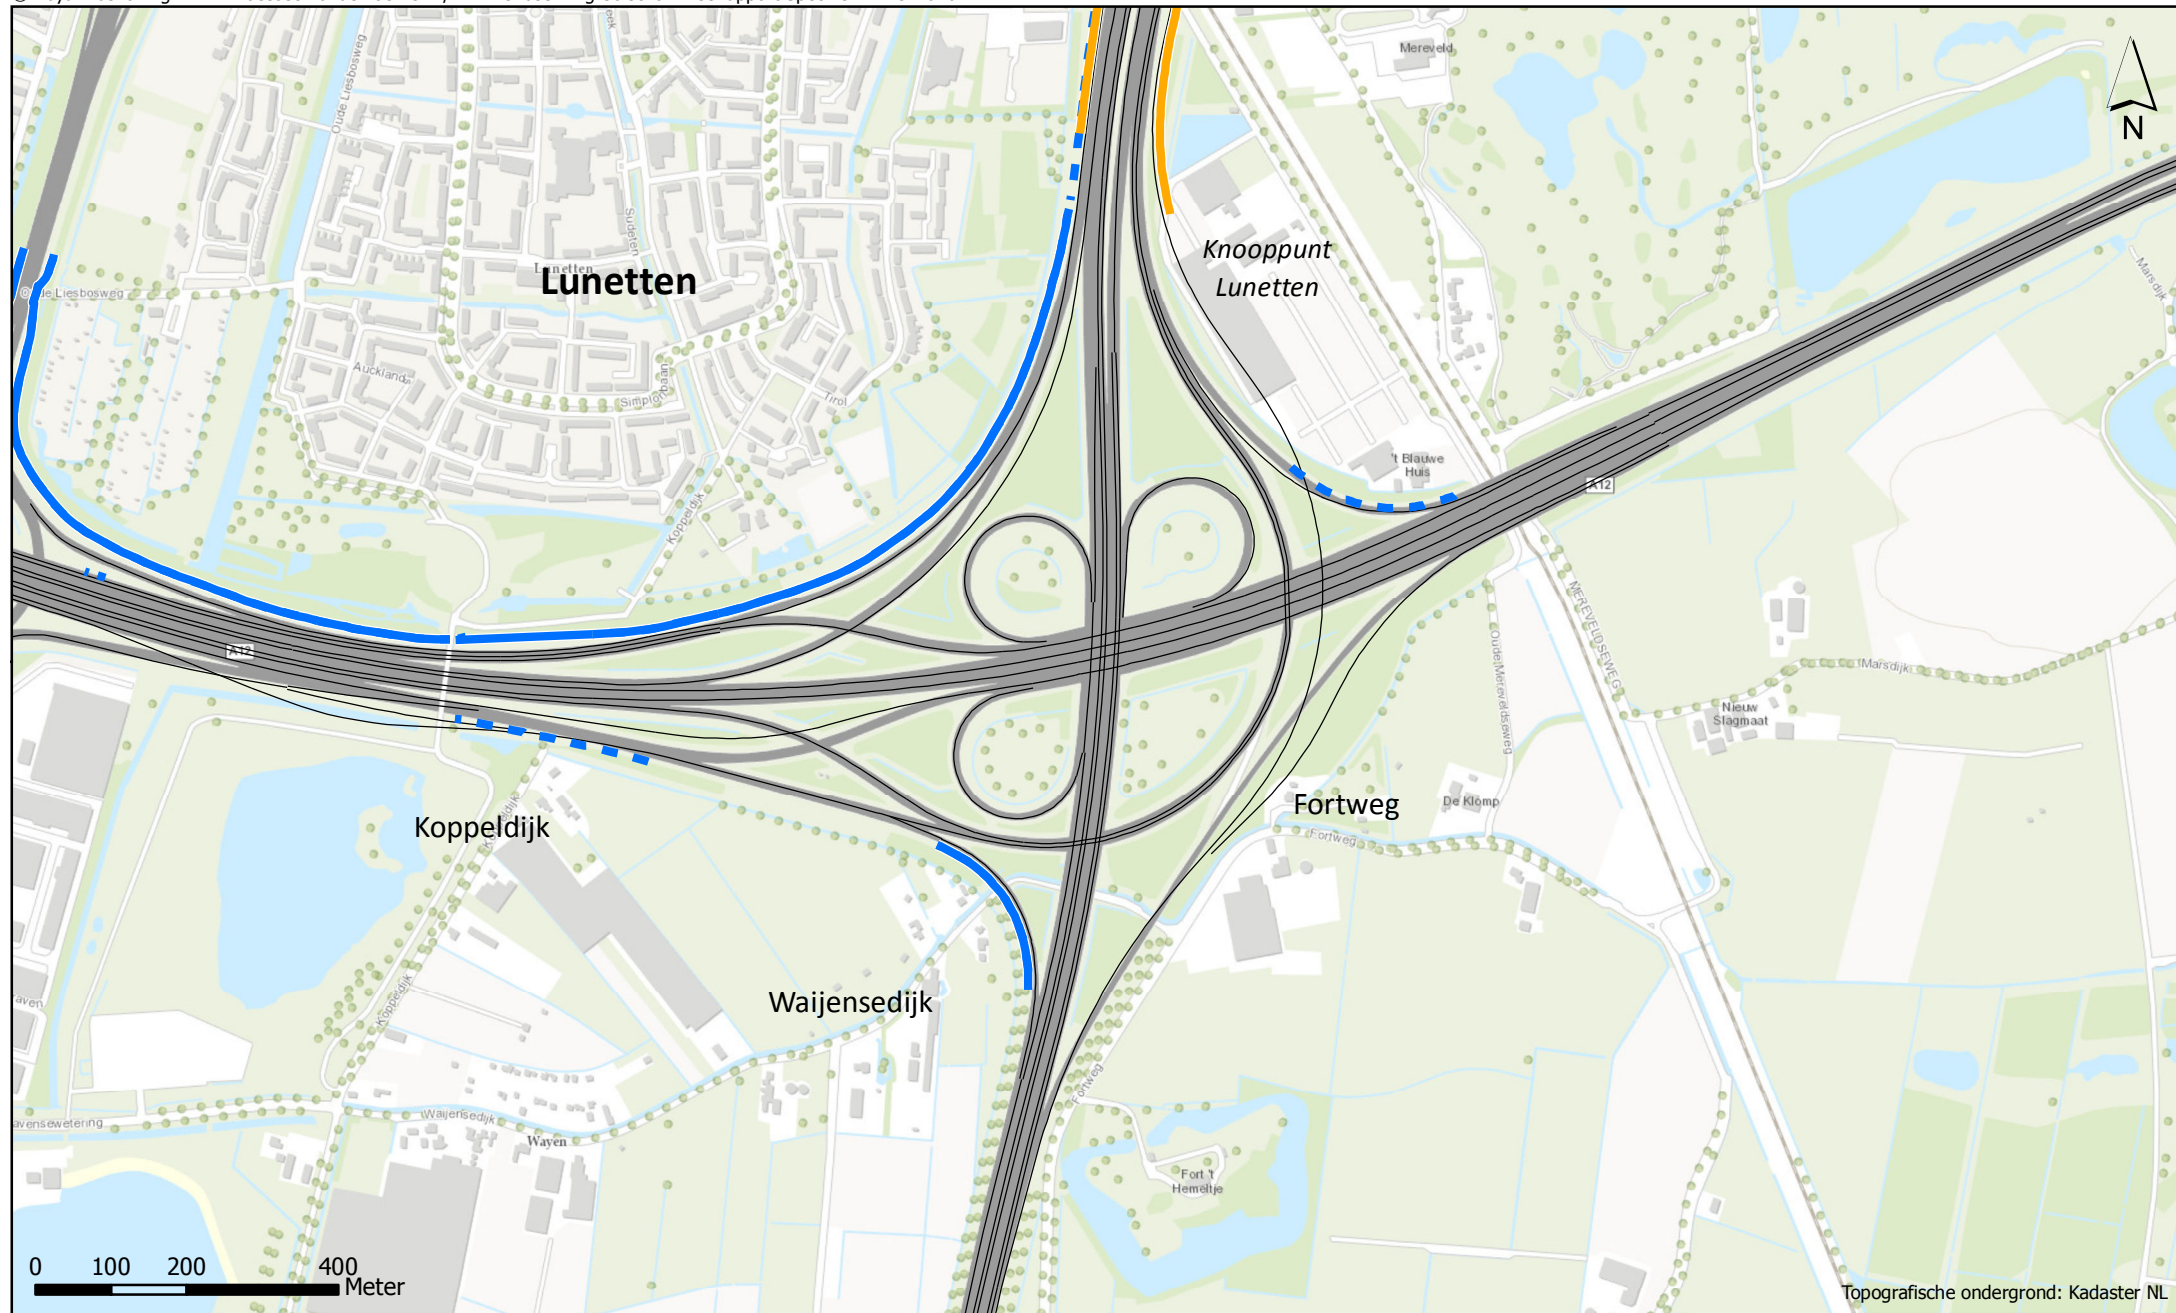 Mereveld
N
Oude Liesbosweg
Sudeten
Knooppunt
Lunetten
Lunetten
Lunetten
Oude Liesbosweg
Marsdijk
Auckland
Simplonbaan
Tirol
't Blauwe
Huis
A12
Koppeldijk
MEREVELDSEWEG
Oude Mereveldseweg
A12
Marsdijk
Nieuw
Slagmaat
Fortweg
De Klomp
Koppeldijk
Koppeldijk
Fortweg
Waijensedijk
Koppeldijk
Fortweg
Waijensedijk
Wayen
Fort 't
Hemeltje
0 100 200 400
Meter
Topografische ondergrond: Kadaster NL